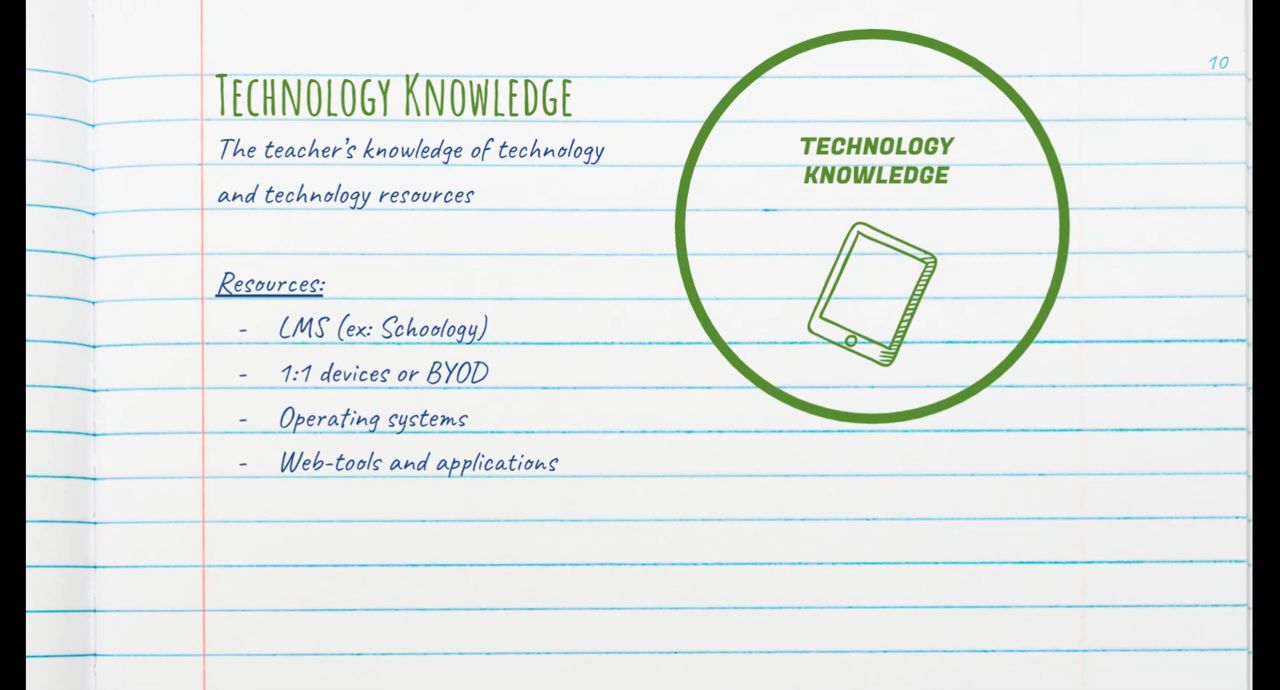 10
Technology Knowledge
The teacher's knowledge of technology
and technology resources
Resources:
- LMS (ex: Schoology)
- 1:1 devices or BYOD
- Operating systems
- Web-tools and applications
TECHNOLOGY
KNOWLEDGE